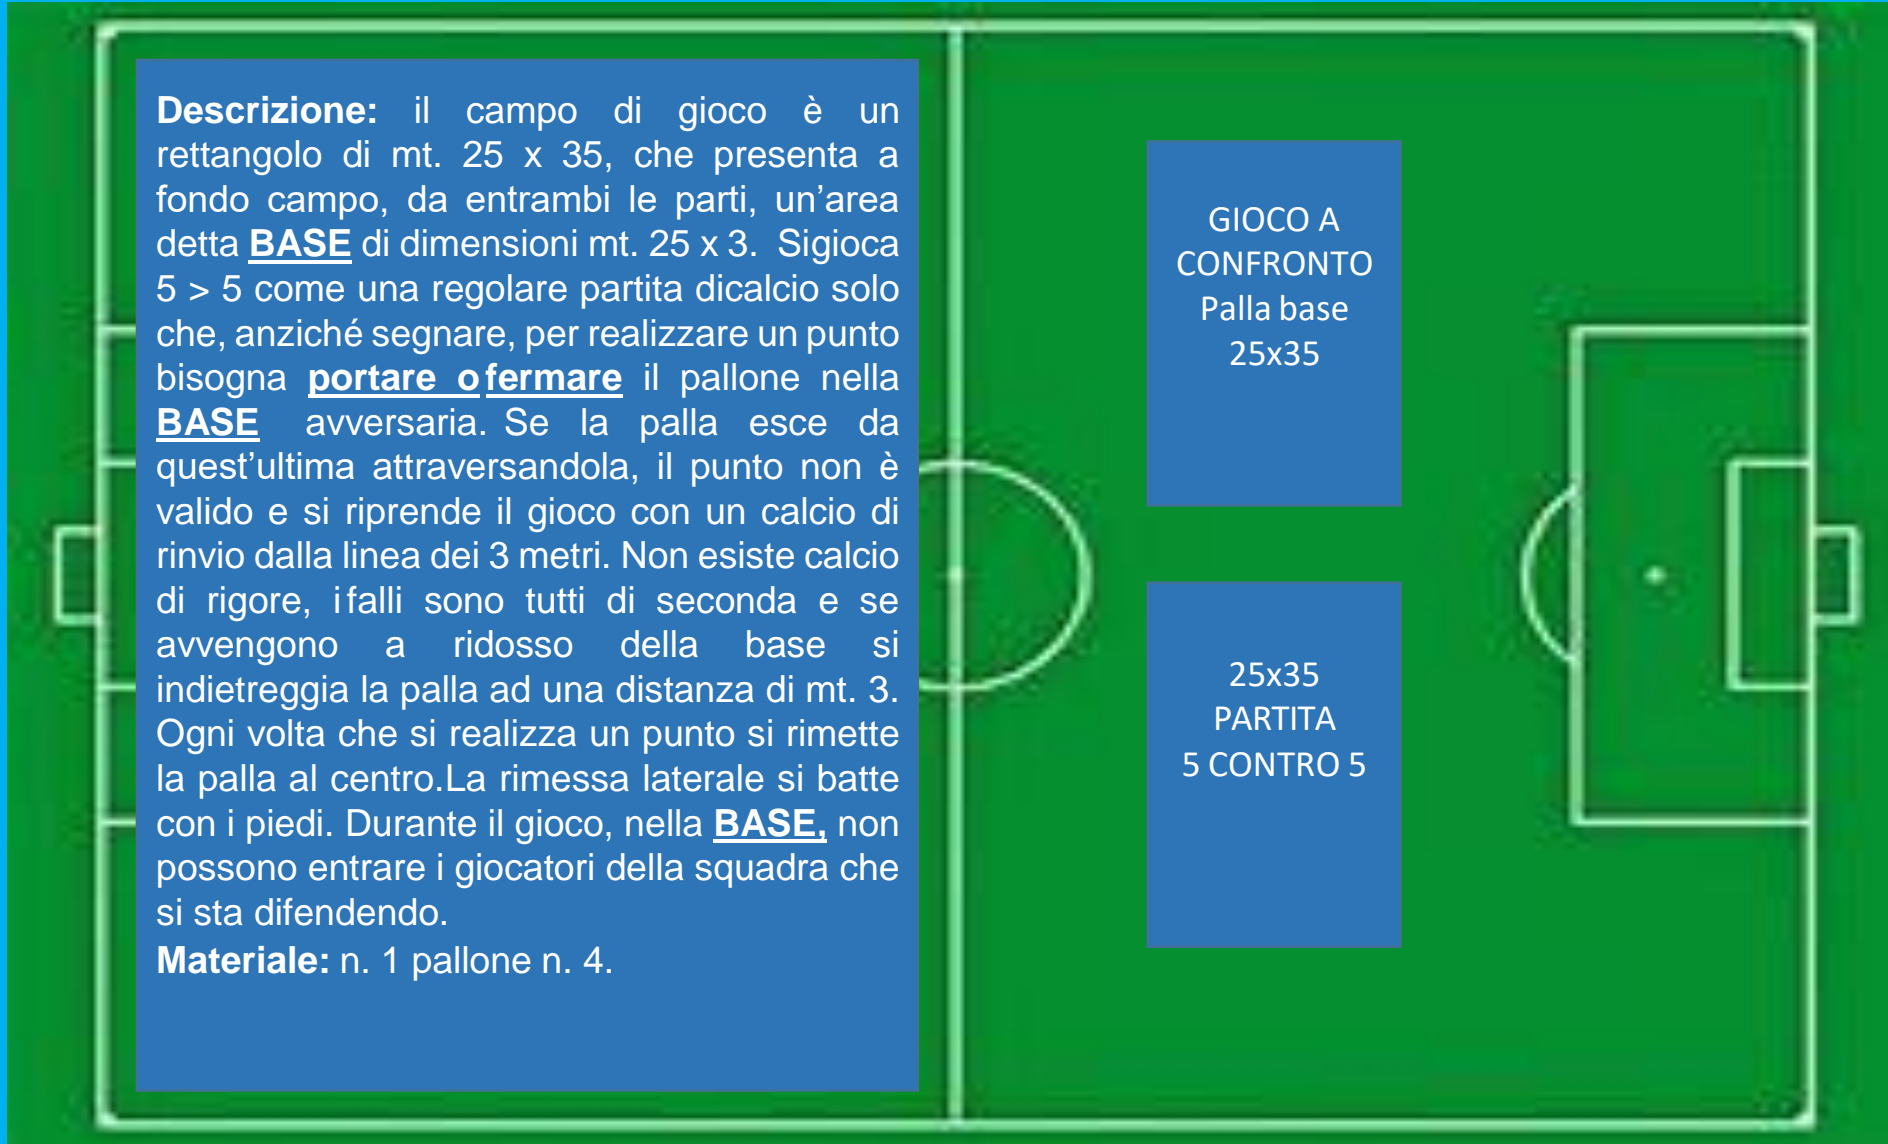 Descrizione: il campo di gioco è un
rettangolo di mt. 25 x 35, che presenta a
fondo campo, da entrambi le parti, un’area
detta BASE di dimensioni mt. 25 x 3. Sigioca
5 > 5 come una regolare partita dicalcio solo
che, anziché segnare, per realizzare un punto
bisogna portare o fermare il pallone nella
BASE avversaria. Se la palla esce da
quest’ultima attraversandola, il punto non è
valido e si riprende il gioco con un calcio di
rinvio dalla linea dei 3 metri. Non esiste calcio
di rigore, i falli sono tutti di seconda e se
avvengono a ridosso della base si
indietreggia la palla ad una distanza di mt. 3.
Ogni volta che si realizza un punto si rimette
la palla al centro.La rimessa laterale si batte
con i piedi. Durante il gioco, nella BASE, non
possono entrare i giocatori della squadra che
si sta difendendo.
Materiale: n. 1 pallone n. 4.
GIOCO A
CONFRONTO
Palla base
25x35
25x35
PARTITA
5 CONTRO 5